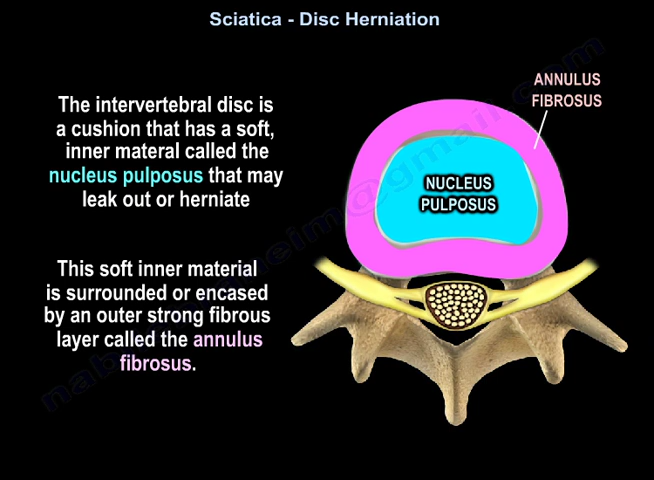 Sciatica - Disc Herniation
The intervertebral disc is
a cushion that has a soft,
inner materal called the
nucleus pulposus that may
leak out or herniate
This soft inner material
is surrounded or encased
by an outer strong fibrous
layer called the annulus
fibrosus.
ANNULUS
FIBROSUS
NUCLEUS
PULPOSUS